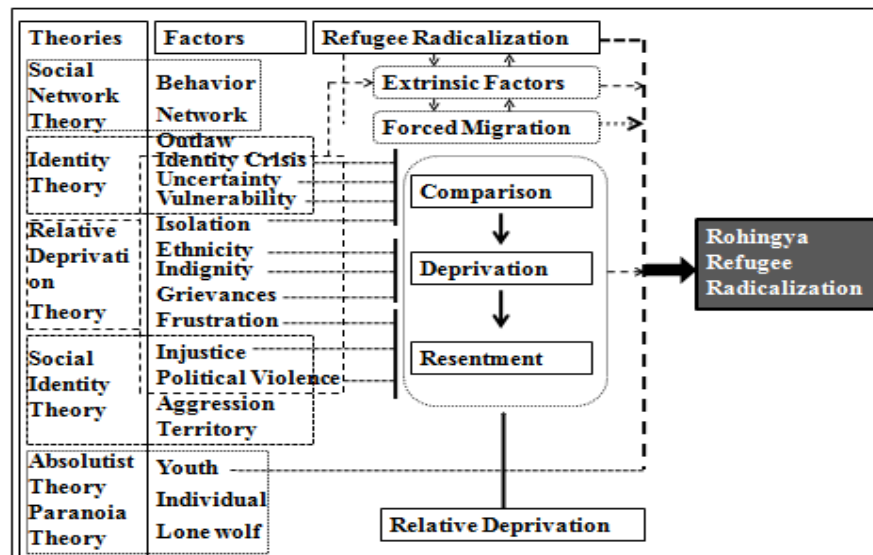 Theories
Factors
Refugee Radicalization
Social
Network
Theory
Behavior
Network
Outlaw
Extrinsic Factors
Forced Migration
Identity
Theory
Identity Crisis
Uncertainty
Vulnerability
Isolation
Comparison
Relative
Deprivati
on
Theory
Ethnicity
Indignity
Grievances
Frustration
Deprivation
Rohingya
Refugee
Radicalization
Social
Identity
Theory
Injustice
Political Violence
Aggression
Territory
Resentment
Absolutist
Theory
Paranoia
Theory
Youth
Individual
Lone wolf
Relative Deprivation